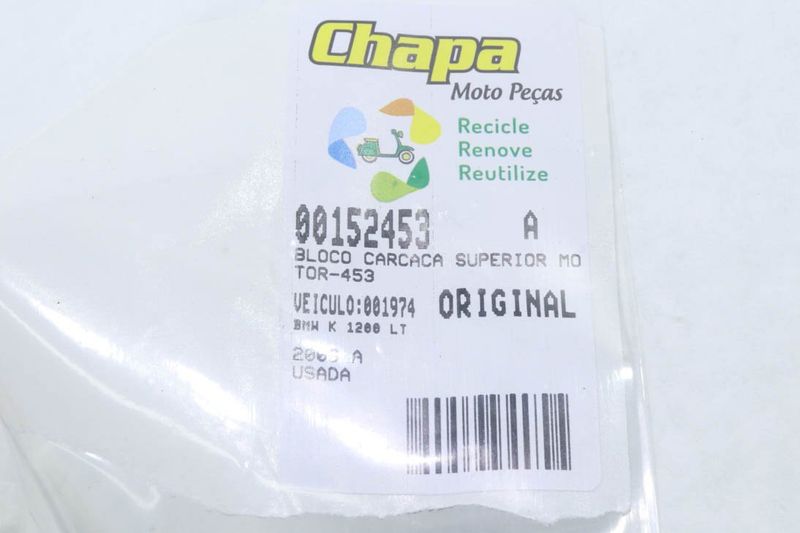 Chapa
Moto Peças
Recicle
Renove
Reutilize
00152453 A
BLOCO CARCACA SUPERIOR MO
TOR-453
VEICULO:001974 ORIGINAL
BMW K 1200 LT
A
USADA